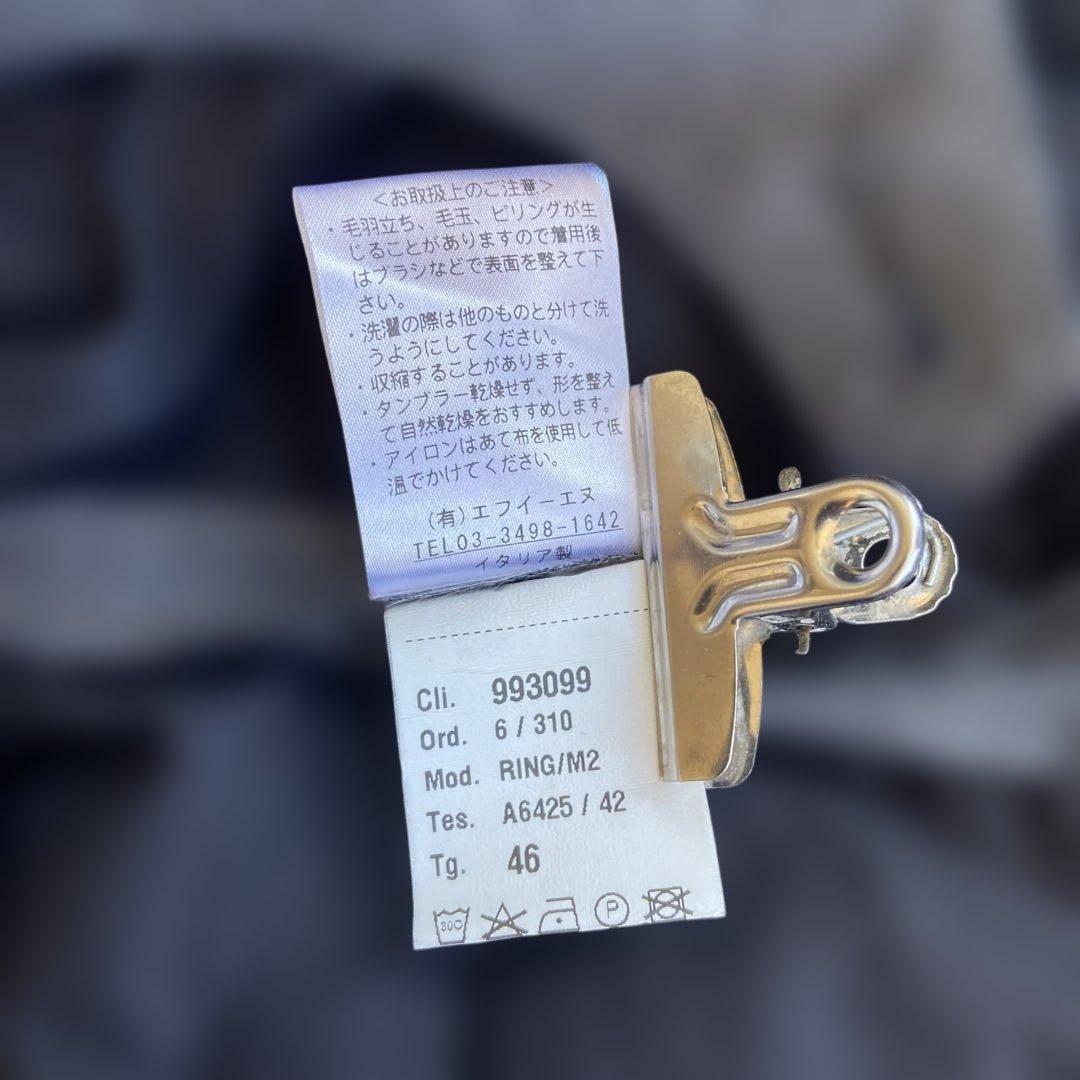 <お取扱上のご注意>
・毛羽立ち、毛玉、ピリングが生
じることがありますので着用後
はブラシなどで表面を整えて下
さい。
・洗濯の際は他のものと分けて洗
うようにしてください。
・収縮することがあります。
・タンブラー乾燥せず、形を整え
て自然乾燥をおすすめします。
・アイロンはあて布を使用して低
温でかけてください。
(有)エフイーエヌ
TEL03-3498-1642
イタリア製
Cli. 993099
Ord. 6 / 310
Mod. RING/M2
Tes. A6425 / 42
Tg. 46
30C P